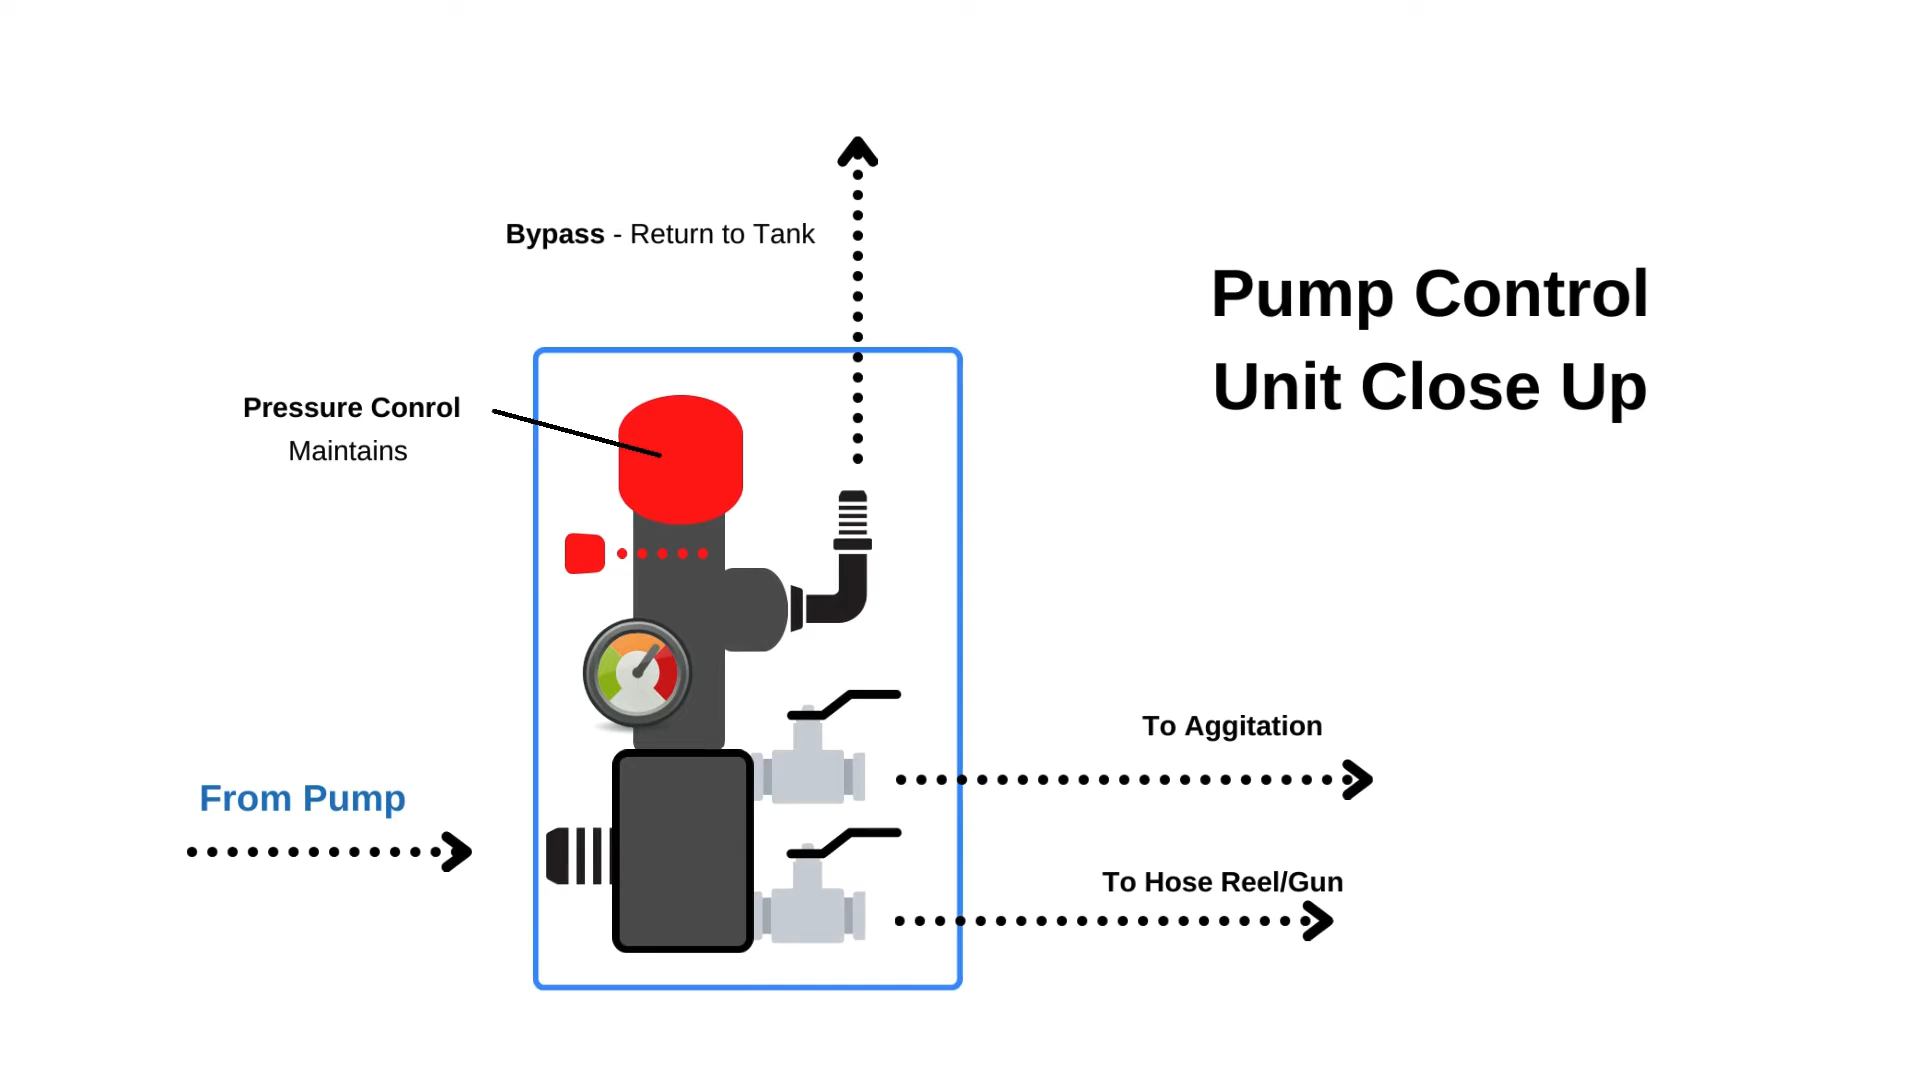 Bypass - Return to Tank
Pump Control
Unit Close Up
Pressure Conrol
Maintains
To Aggitation
From Pump
To Hose Reel/Gun